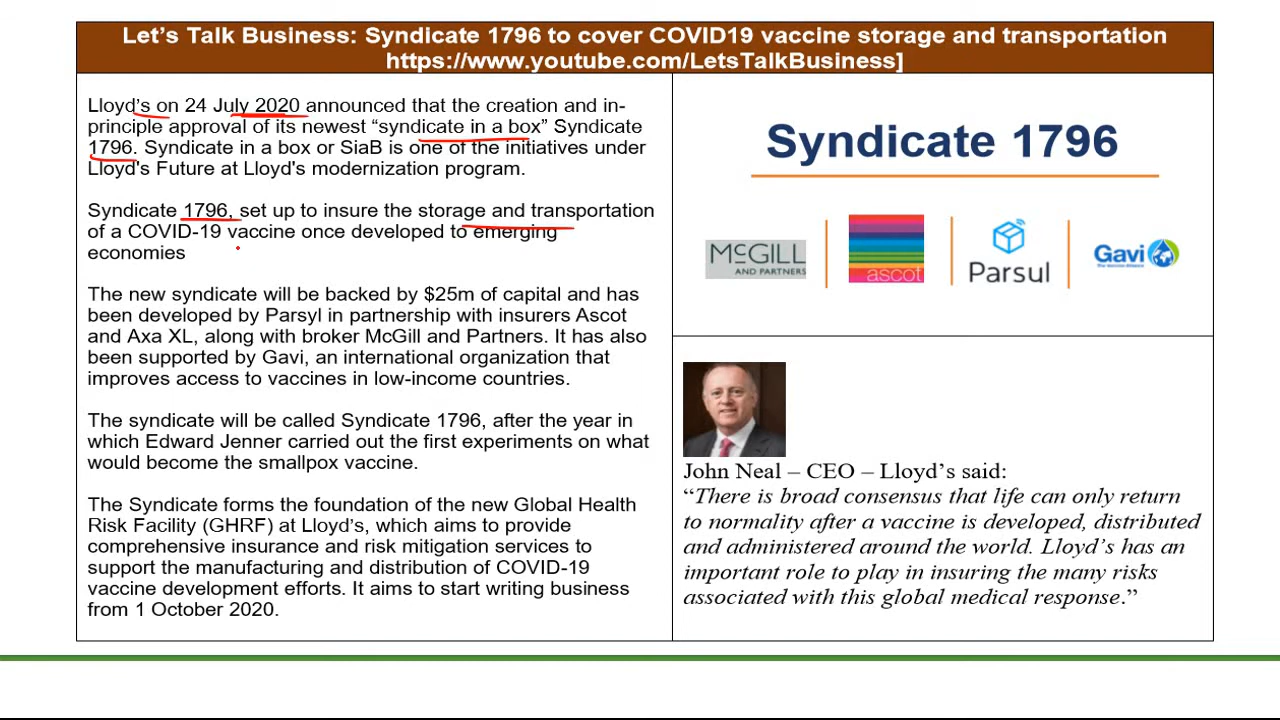 Let's Talk Business: Syndicate 1796 to cover COVID19 vaccine storage and transportation
https://www.youtube.com/LetsTalkBusiness]
Lloyd's on 24 July 2020 announced that the creation and in-
principle approval of its newest “syndicate in a box” Syndicate
1796. Syndicate in a box or SiaB is one of the initiatives under
Lloyd's Future at Lloyd's modernization program.
Syndicate 1796, set up to insure the storage and transportation
of a COVID-19 vaccine once developed to emerging
economies
The new syndicate will be backed by $25m of capital and has
been developed by Parsyl in partnership with insurers Ascot
and Axa XL, along with broker McGill and Partners. It has also
been supported by Gavi, an international organization that
improves access to vaccines in low-income countries.
The syndicate will be called Syndicate 1796, after the year in
which Edward Jenner carried out the first experiments on what
would become the smallpox vaccine.
The Syndicate forms the foundation of the new Global Health
Risk Facility (GHRF) at Lloyd's, which aims to provide
comprehensive insurance and risk mitigation services to
support the manufacturing and distribution of COVID-19
vaccine development efforts. It aims to start writing business
from 1 October 2020.
Syndicate 1796
McGILL
AND PARTNERS
ascot
Parsul
Gavi
The Vaccine Alliance
John Neal – CEO – Lloyd's said:
“There is broad consensus that life can only return
to normality after a vaccine is developed, distributed
and administered around the world. Lloyd's has an
important role to play in insuring the many risks
associated with this global medical response.”